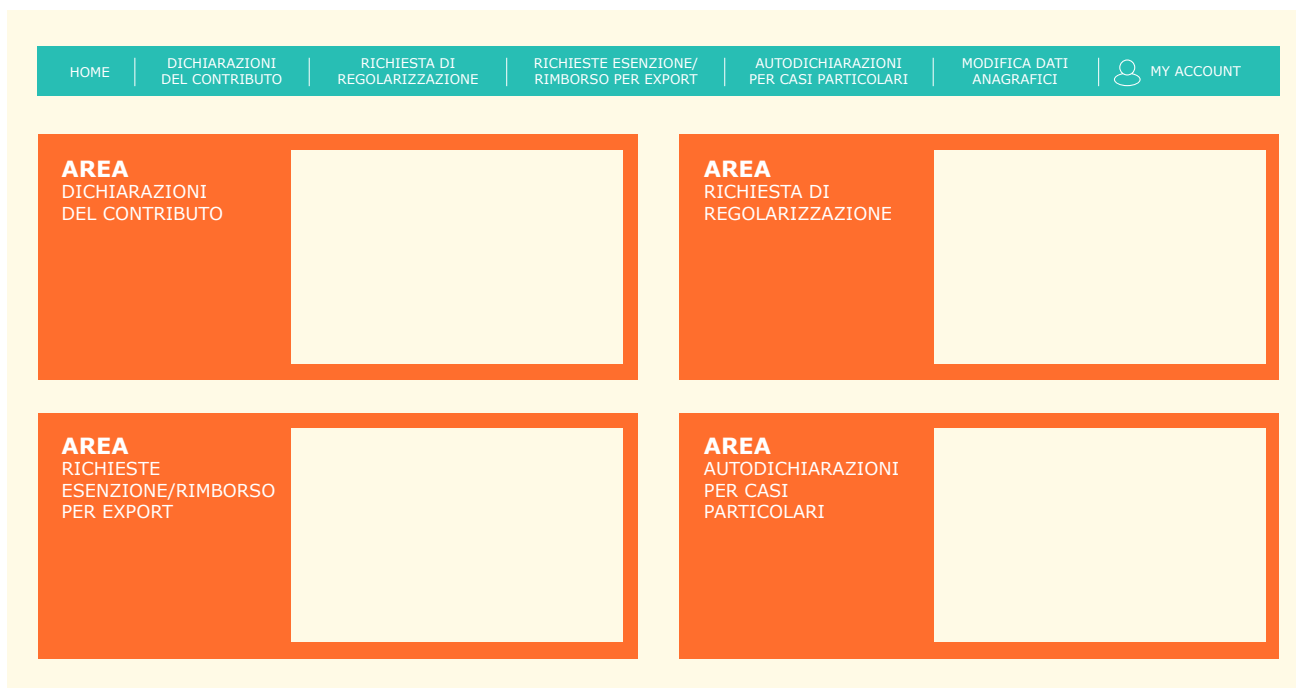 HOME
DICHIARAZIONI
DEL CONTRIBUTO
RICHIESTA DI
REGOLARIZZAZIONE
RICHIESTE ESENZIONE/
RIMBORSO PER EXPORT
AUTODICHIARAZIONI
PER CASI PARTICOLARI
MODIFICA DATI
ANAGRAFICI
MY ACCOUNT
AREA
DICHIARAZIONI
DEL CONTRIBUTO
AREA
RICHIESTA DI
REGOLARIZZAZIONE
AREA
RICHIESTE
ESENZIONE/RIMBORSO
PER EXPORT
AREA
AUTODICHIARAZIONI
PER CASI
PARTICOLARI